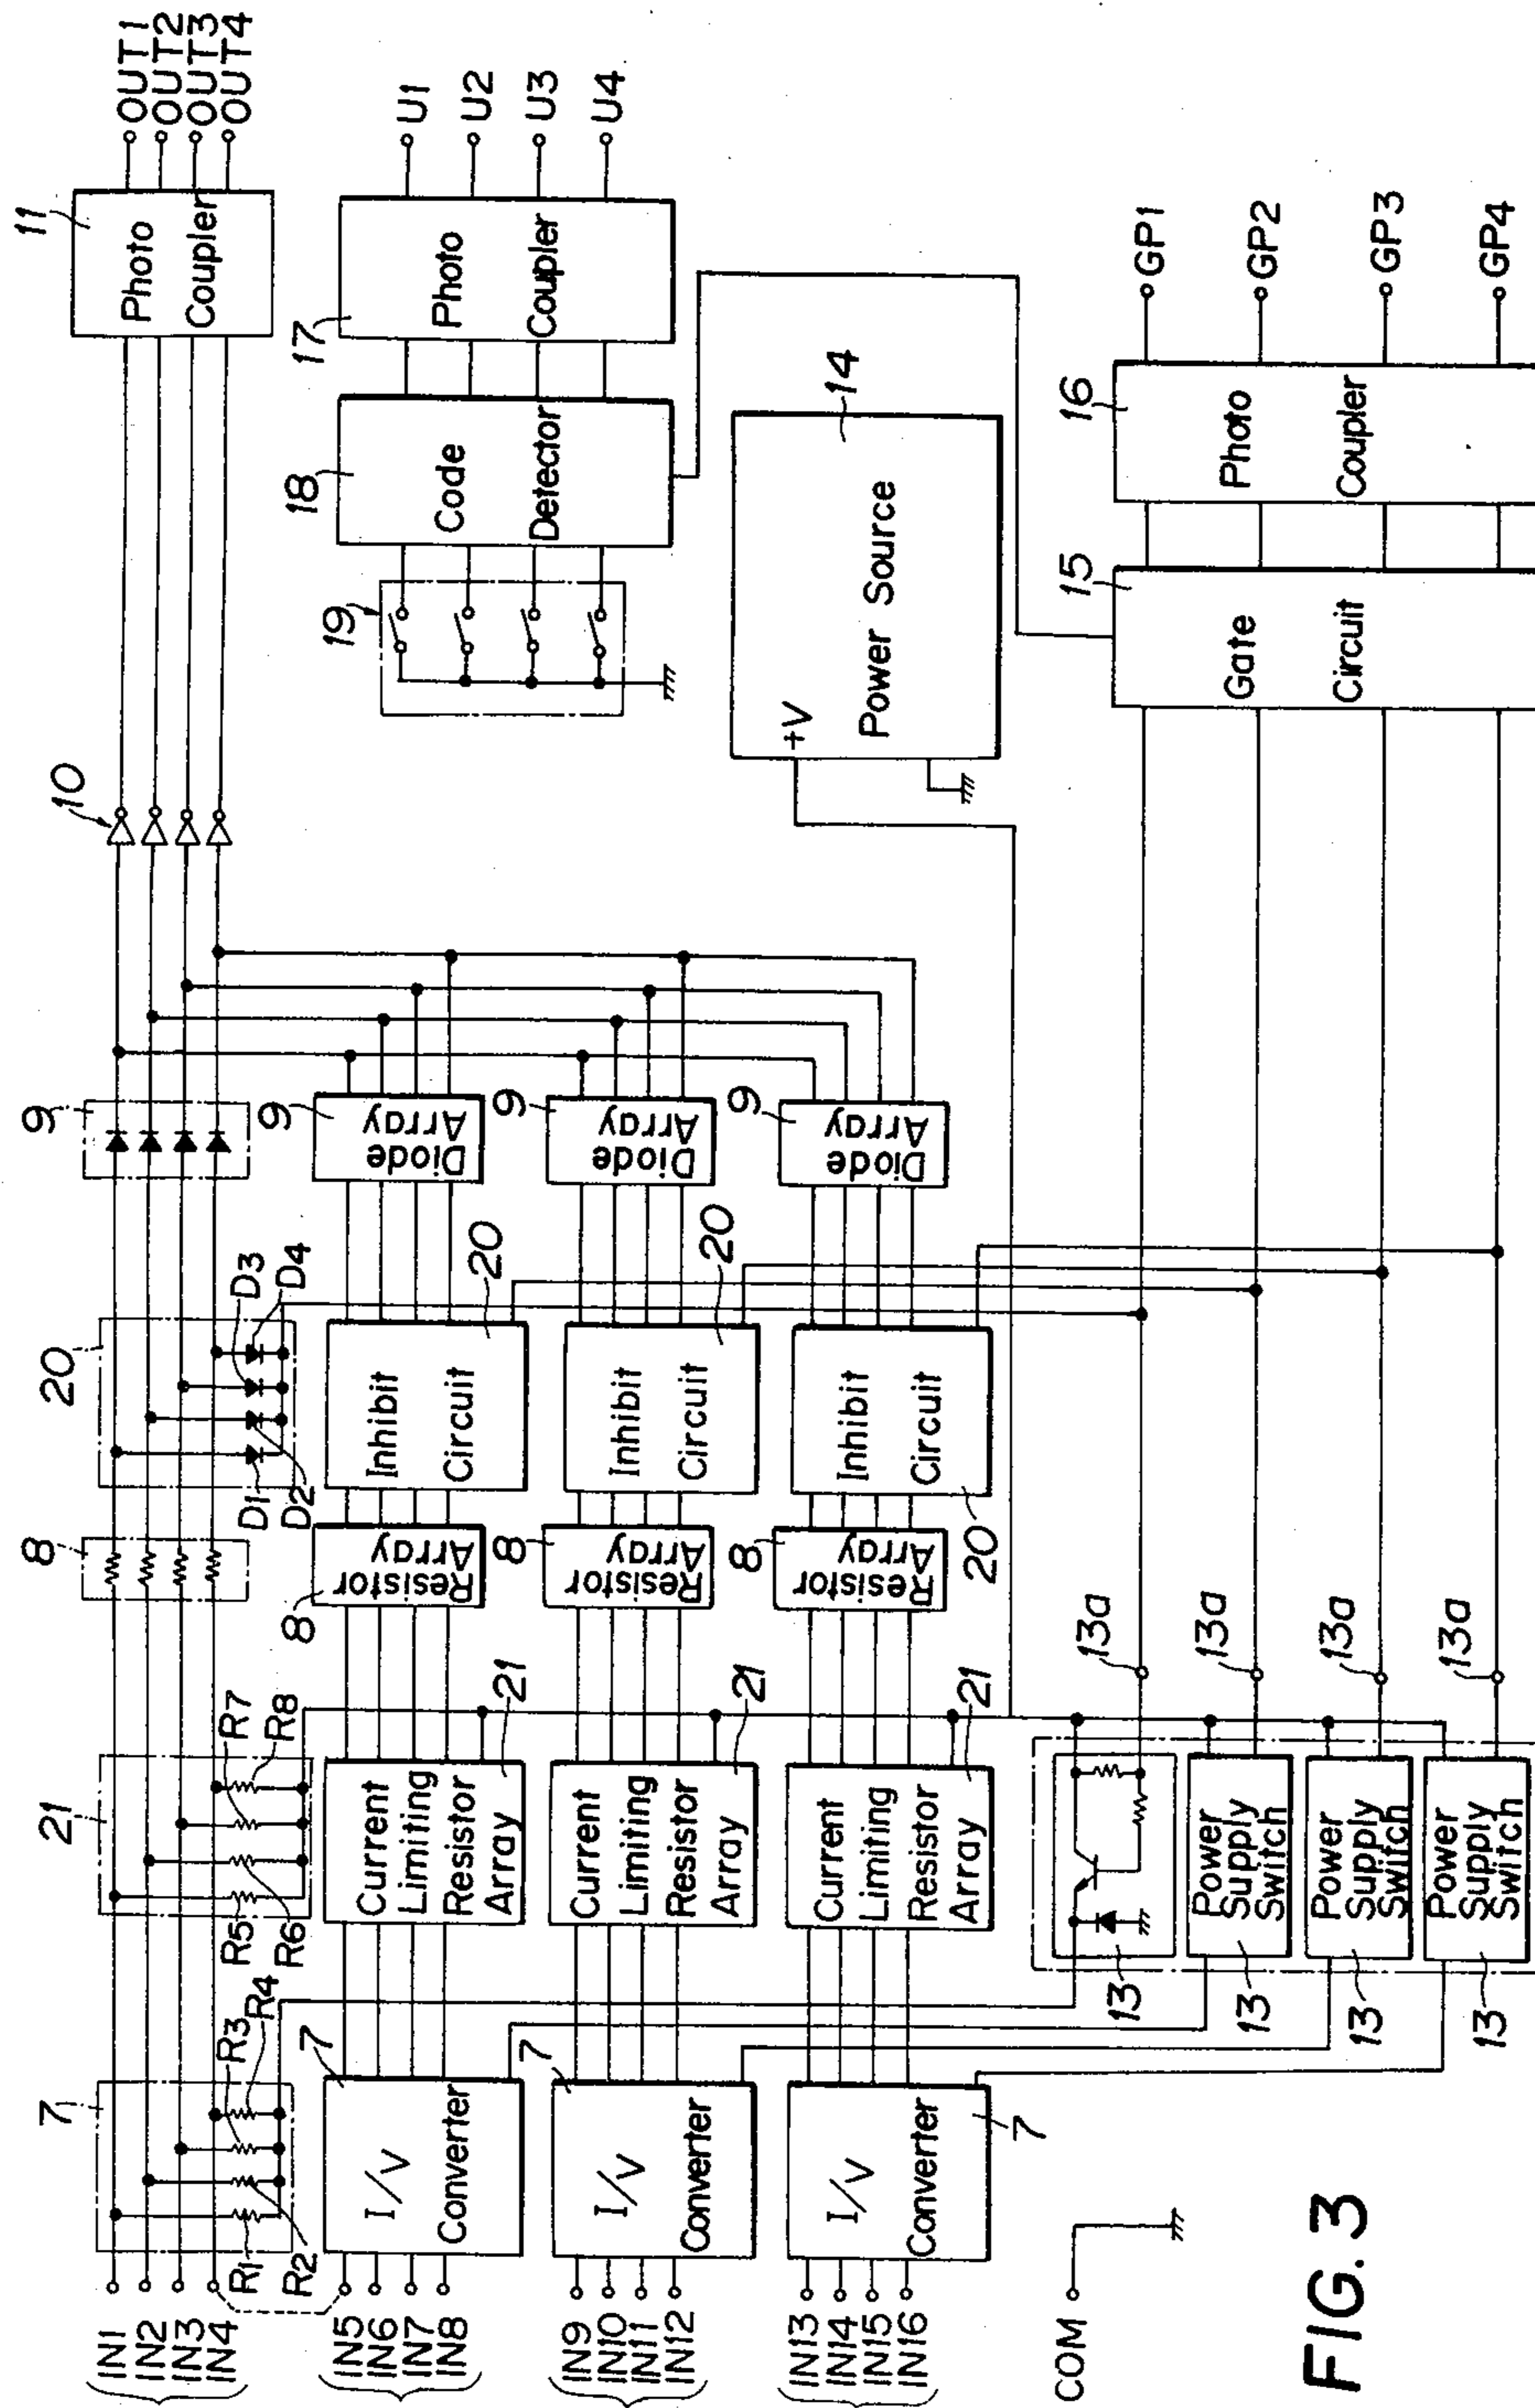 IN1
IN2
IN3
IN4
IN5
IN6
IN7
IN8
IN9
IN10
IN11
IN12
IN13
IN14
IN15
IN16
COM
7
R1
R2
R3
R4
7
I/V
Converter
7
I/V
Converter
7
I/V
Converter
21
R5
R6
R7
R8
21
Current
Limiting
Resistor
Array
21
Current
Limiting
Resistor
Array
21
Current
Limiting
Resistor
Array
8
8
Resistor
Array
8
Resistor
Array
8
Resistor
Array
20
D1
D2
D3
D4
20
Inhibit
Circuit
20
Inhibit
Circuit
20
Inhibit
Circuit
9
9
Diode
Array
9
Diode
Array
9
Diode
Array
10
11
Photo
Coupler
OUT1
OUT2
OUT3
OUT4
19
18
Code
Detector
17
Photo
Coupler
U1
U2
U3
U4
14
+V
Power Source
13
13
Power
Supply
Switch
13
Power
Supply
Switch
13
Power
Supply
Switch
13a
13a
13a
13a
15
Gate
Circuit
16
Photo
Coupler
GP1
GP2
GP3
GP4
FIG.3